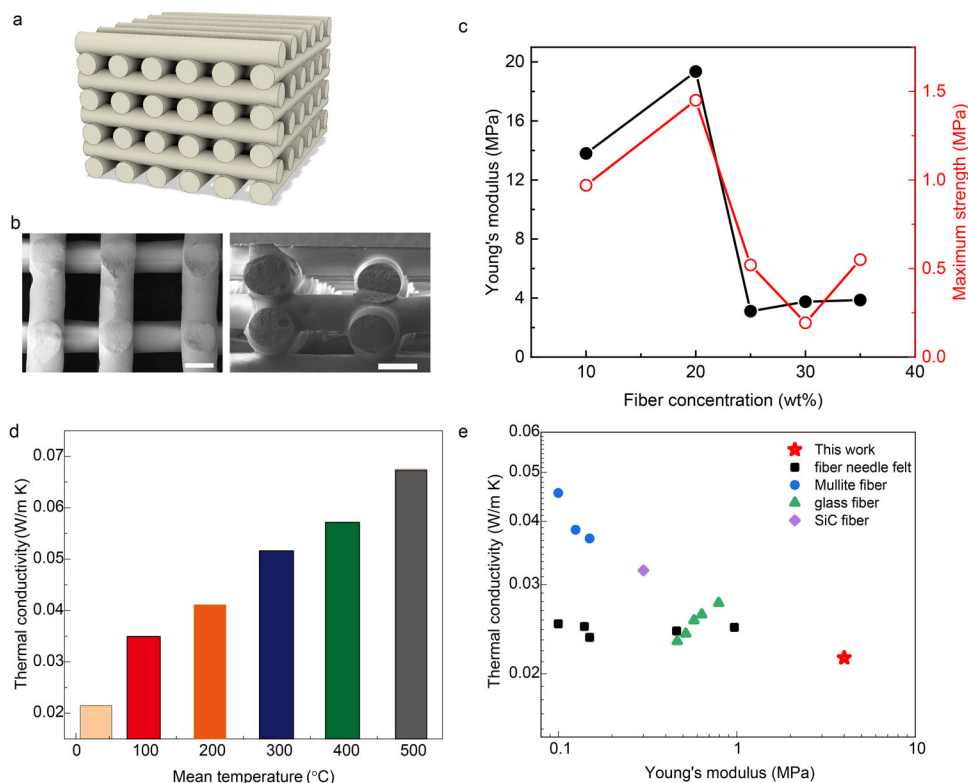 a
b
c
20
16
12
8
4
0
Young's modulus (MPa)
1.5
1.0
0.5
0.0
Maximum strength (MPa)
10
20
30
40
Fiber concentration (wt%)
d
0.07
0.06
0.05
0.04
0.03
0.02
Thermal conductivity (W/m K)
0
100
200
300
400
500
Mean temperature (°C)
e
0.06
0.05
0.04
0.03
0.02
Thermal conductivity (W/m K)
This work
fiber needle felt
Mullite fiber
glass fiber
SiC fiber
0.1
1
10
Young's modulus (MPa)